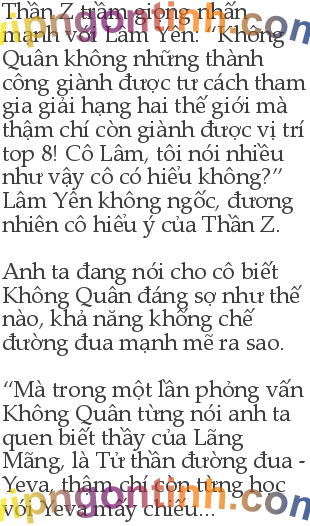 Thần Z trầm giọng nhấn
mạnh với Lâm Yên: “Không
Quân không những thành
công giành được tư cách tham
gia giải hạng hai thế giới mà
thậm chí còn giành được vị trí
top 8! Cô Lâm, tôi nói nhiều
như vậy cô có hiểu không?”
Lâm Yên không ngốc, đương
nhiên cô hiểu ý của Thần Z.
Anh ta đang nói cho cô biết
Không Quân đáng sợ như thế
nào, khả năng khống chế
đường đua mạnh mẽ ra sao.
“Mà trong một lần phỏng vấn
Không Quân từng nói anh ta
quen biết thầy của Lãng
Mãng, là Tử thần đường đua -
Yeva, thậm chí còn từng học
với Yeva mấy chiêu...
vipngontinh.com
vipngontinh.com